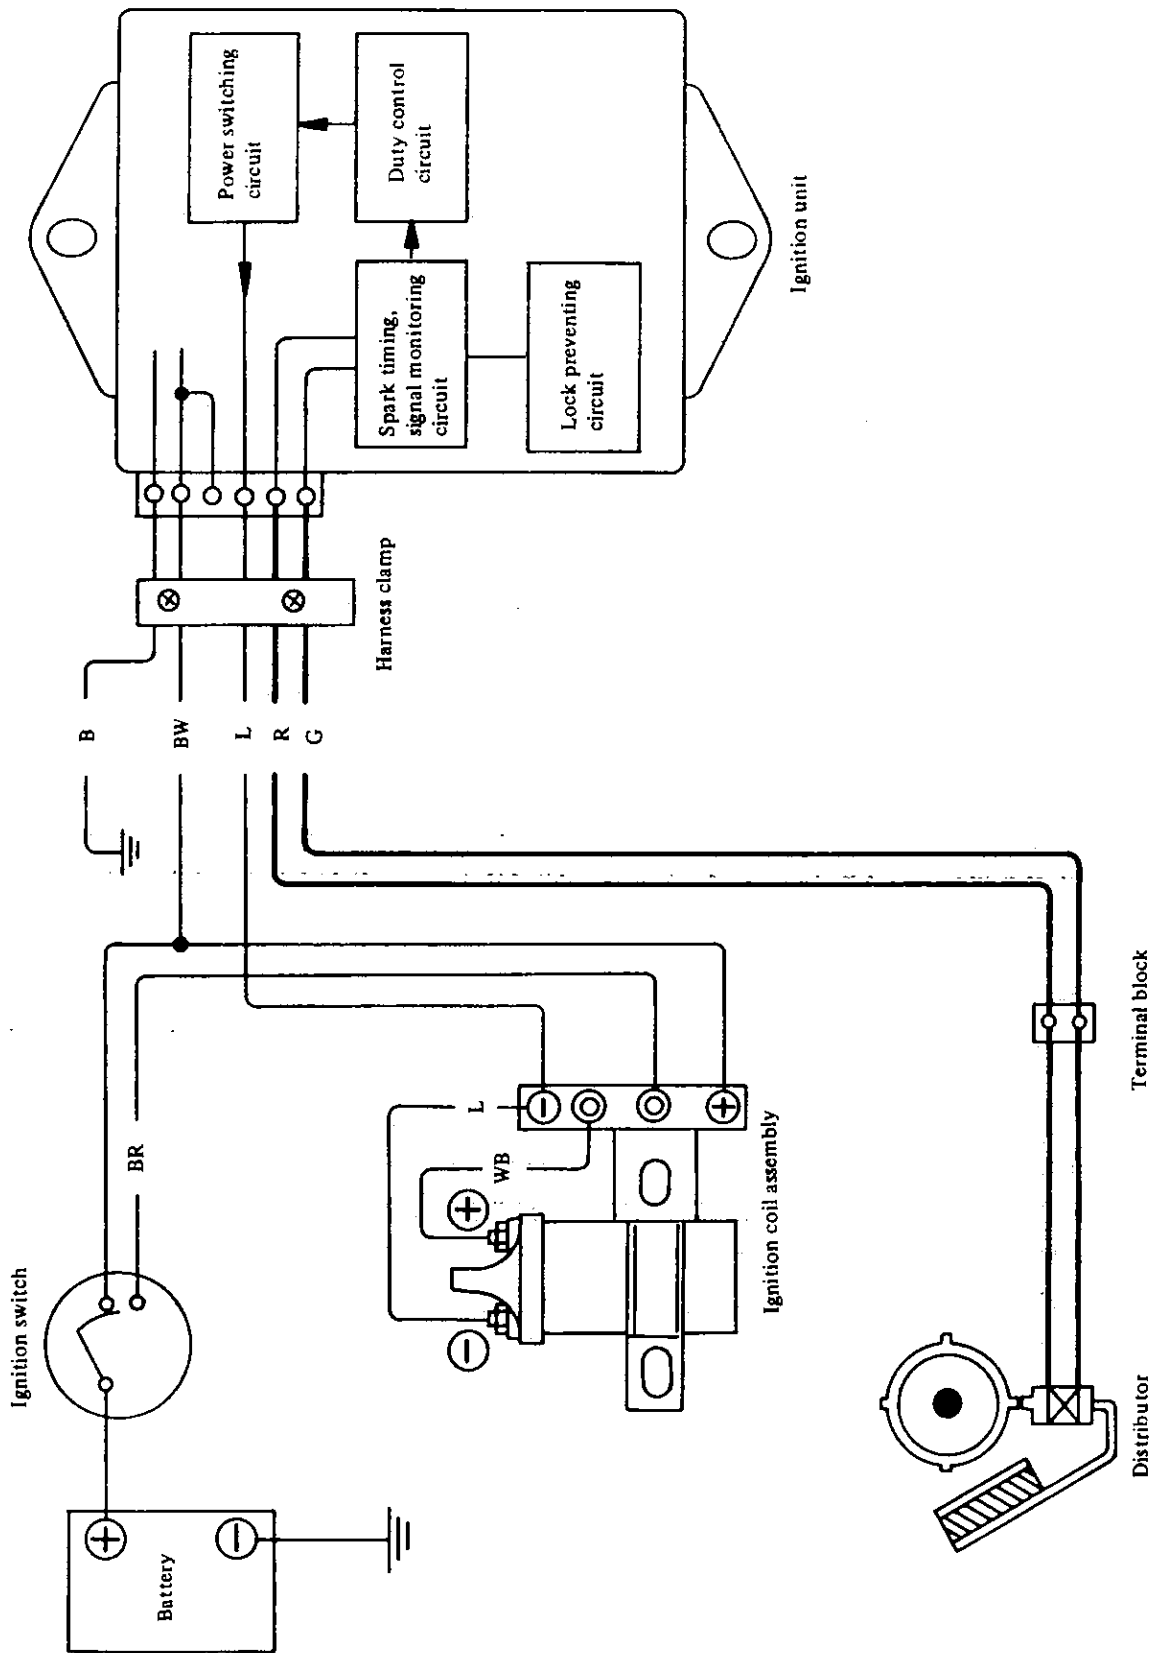 Power switching
circuit
Duty control
circuit
Spark timing,
signal monitoring
circuit
Lock preventing
circuit
Ignition unit
Harness clamp
B
BW
L
R
G
BR
L
WB
Ignition switch
Battery
Ignition coil assembly
Terminal block
Distributor